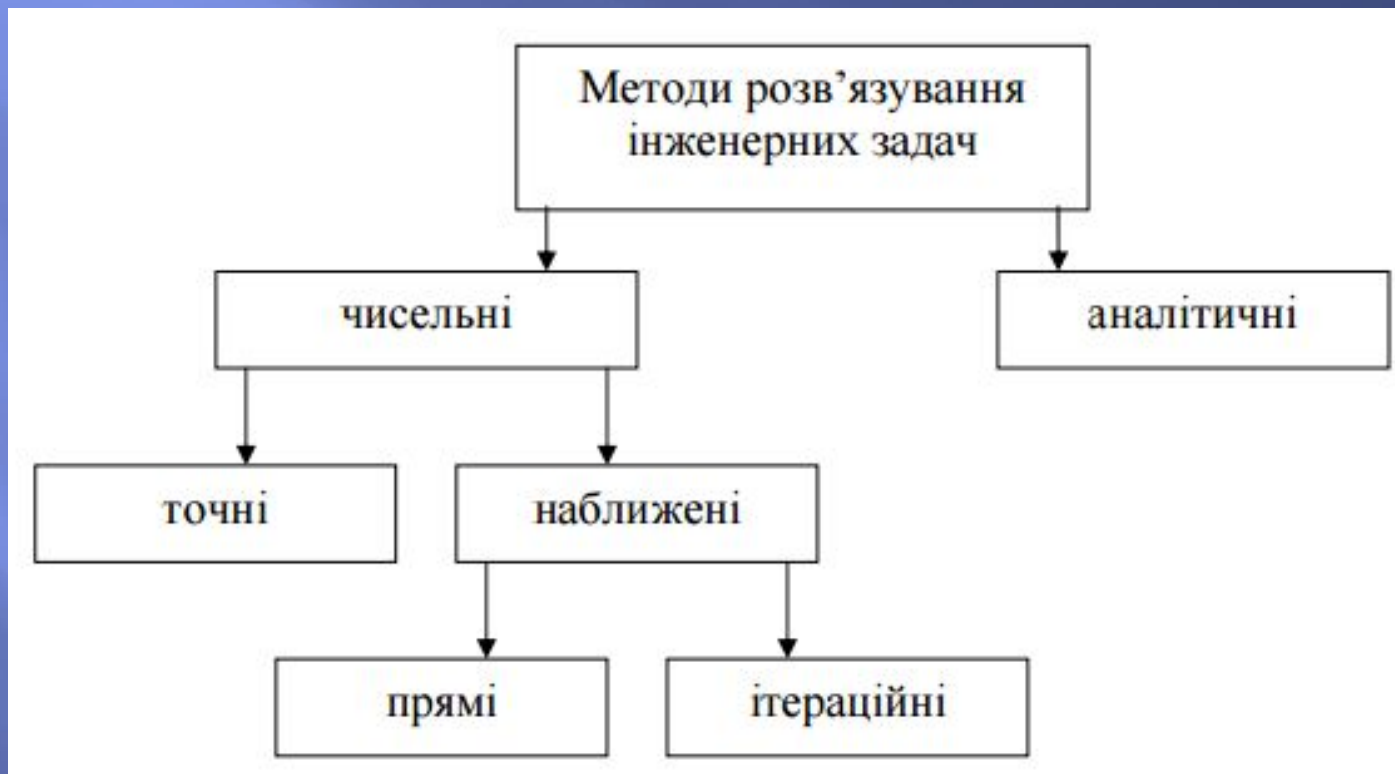 Методи розв’язування
інженерних задач
чисельні
аналітичні
точні
наближені
прямі
ітераційні